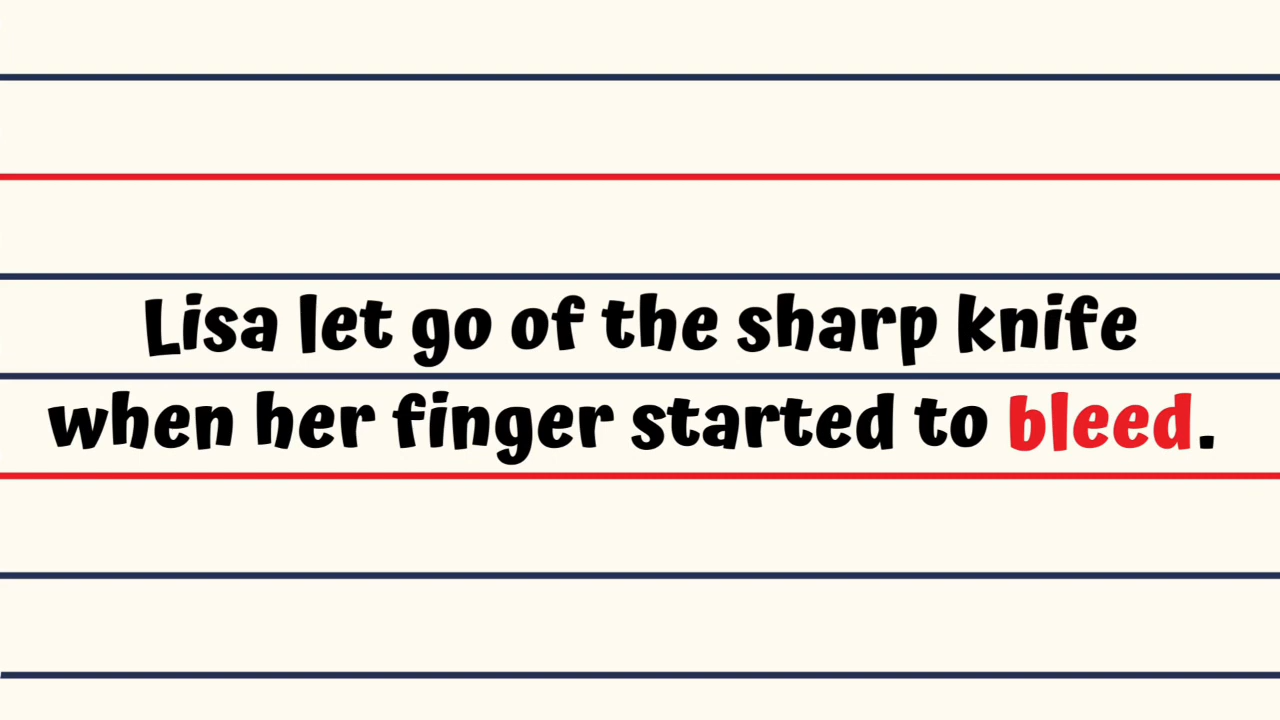 Lisa let go of the sharp knife
when her finger started to bleed.